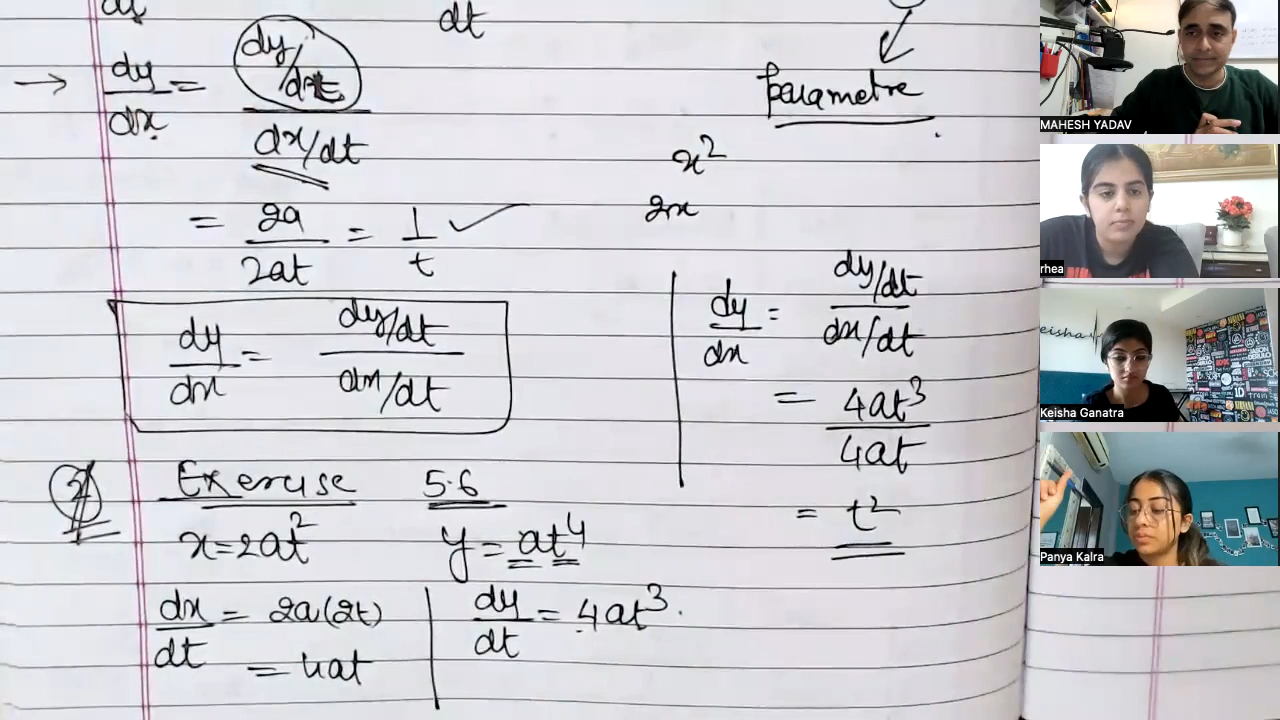 dx
dt
→ dy/dx = dy/dt
dx/dt
parametre
= 2a/2at = 1/t ✓
x²
2x
dy/dx = dy/dt / dx/dt
dy/dx = dy/dt / dx/dt
= 4at³/4at
= t²
Exercise 5.6
x=2at² y = at⁴
dx/dt = 2a(2t) dy/dt = 4at³.
= 4at
MAHESH YADAV
rhea
keisha
Keisha Ganatra
Panya Kalra